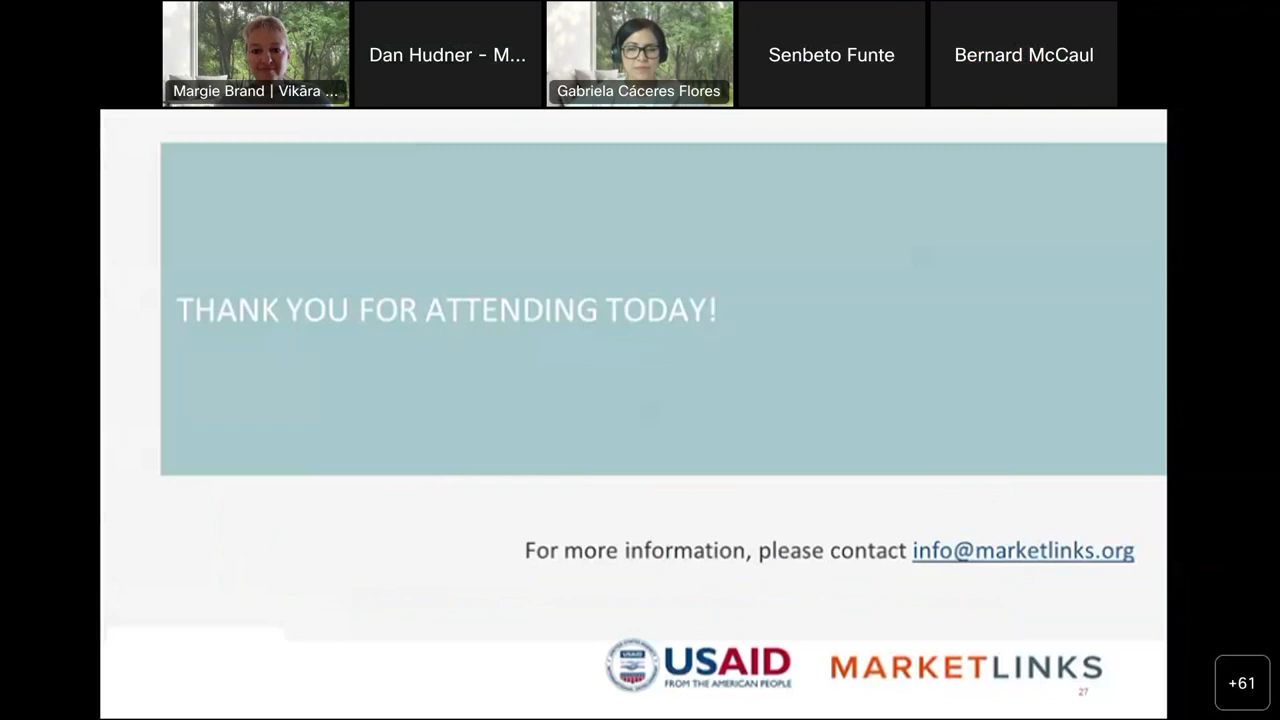 Margie Brand | Vikāra ...
Dan Hudner - M...
Gabriela Cáceres Flores
Senbeto Funte
Bernard McCaul
THANK YOU FOR ATTENDING TODAY!
For more information, please contact info@marketlinks.org
USAID
FROM THE AMERICAN PEOPLE
MARKETLINKS
27
+61